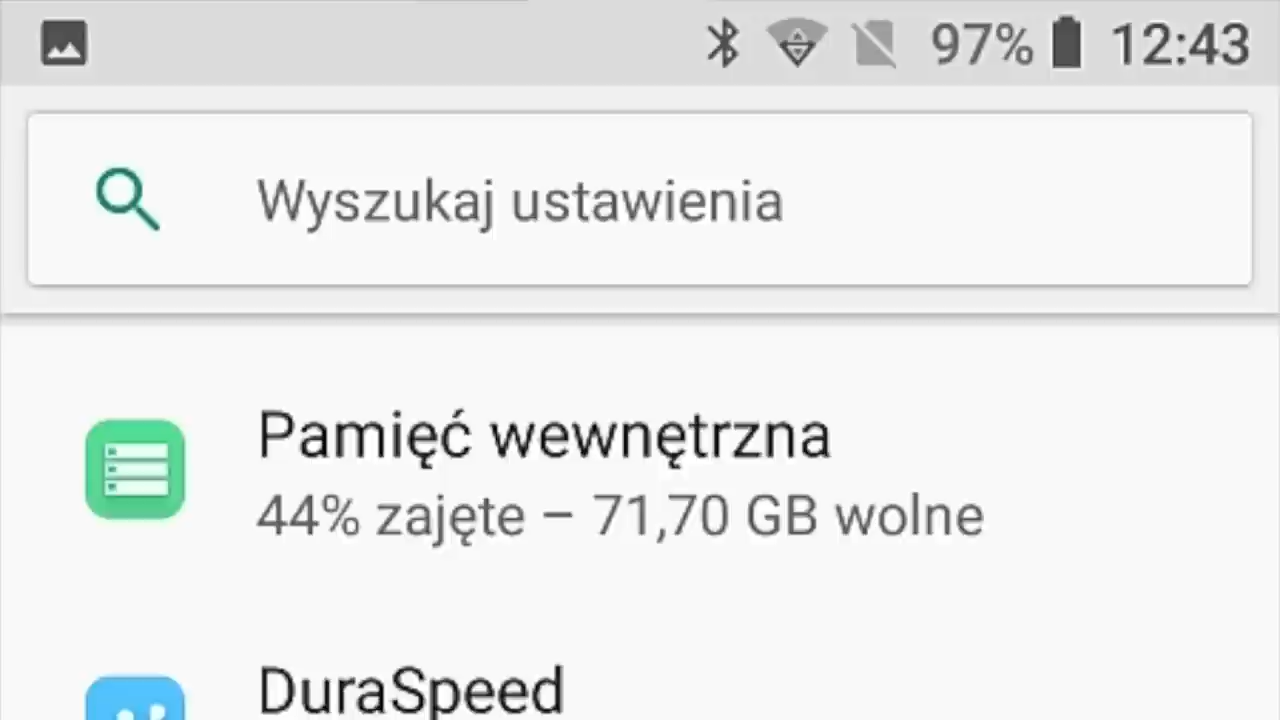 97% 12:43
Wyszukaj ustawienia
Pamięć wewnętrzna
44% zajęte – 71,70 GB wolne
DuraSpeed